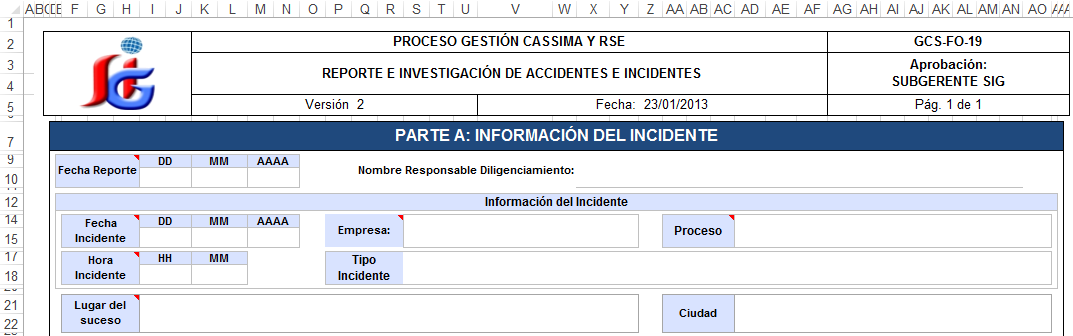 A B C D E F G H I J K L M N O P Q R S T U V W X Y Z AA AB AC AD AE AF AG AH AI AJ AK AL AM AN AO
1
2 PROCESO GESTIÓN CASSIMA Y RSE GCS-FO-19
3 Aprobación:
REPORTE E INVESTIGACIÓN DE ACCIDENTES E INCIDENTES
4 SUBGERENTE SIG
5 Versión 2 Fecha: 23/01/2013 Pág. 1 de 1
7 PARTE A: INFORMACIÓN DEL INCIDENTE
9 DD MM AAAA
Fecha Reporte Nombre Responsable Diligenciamiento:
10
12 Información del Incidente
14 Fecha DD MM AAAA
Empresa: Proceso
15 Incidente
17 Hora HH MM Tipo
18 Incidente Incidente
21 Lugar del
Ciudad
22 suceso